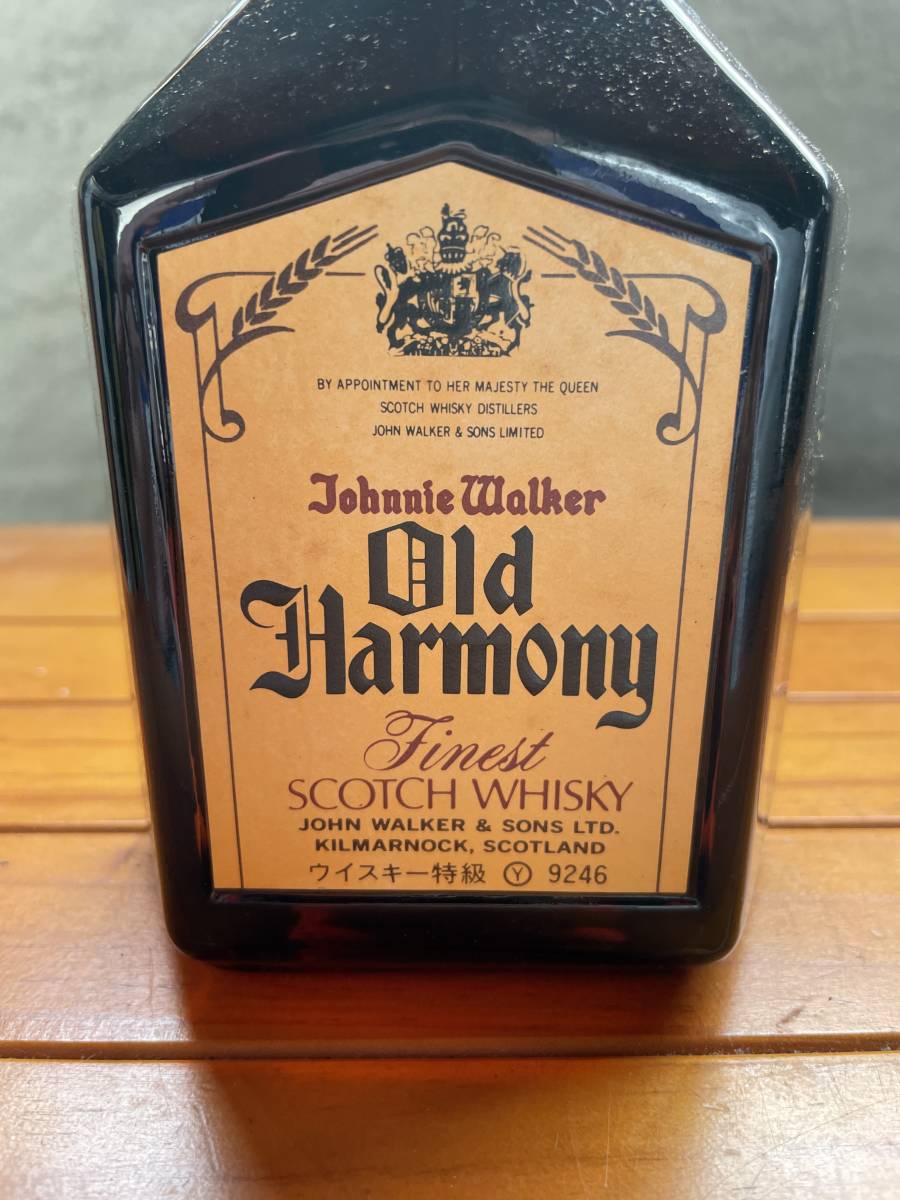 BY APPOINTMENT TO HER MAJESTY THE QUEEN
SCOTCH WHISKY DISTILLERS
JOHN WALKER & SONS LIMITED
Johnnie Walker
Old
Harmony
Finest
SCOTCH WHISKY
JOHN WALKER & SONS LTD.
KILMARNOCK, SCOTLAND
ウイスキー特級 Ⓨ 9246